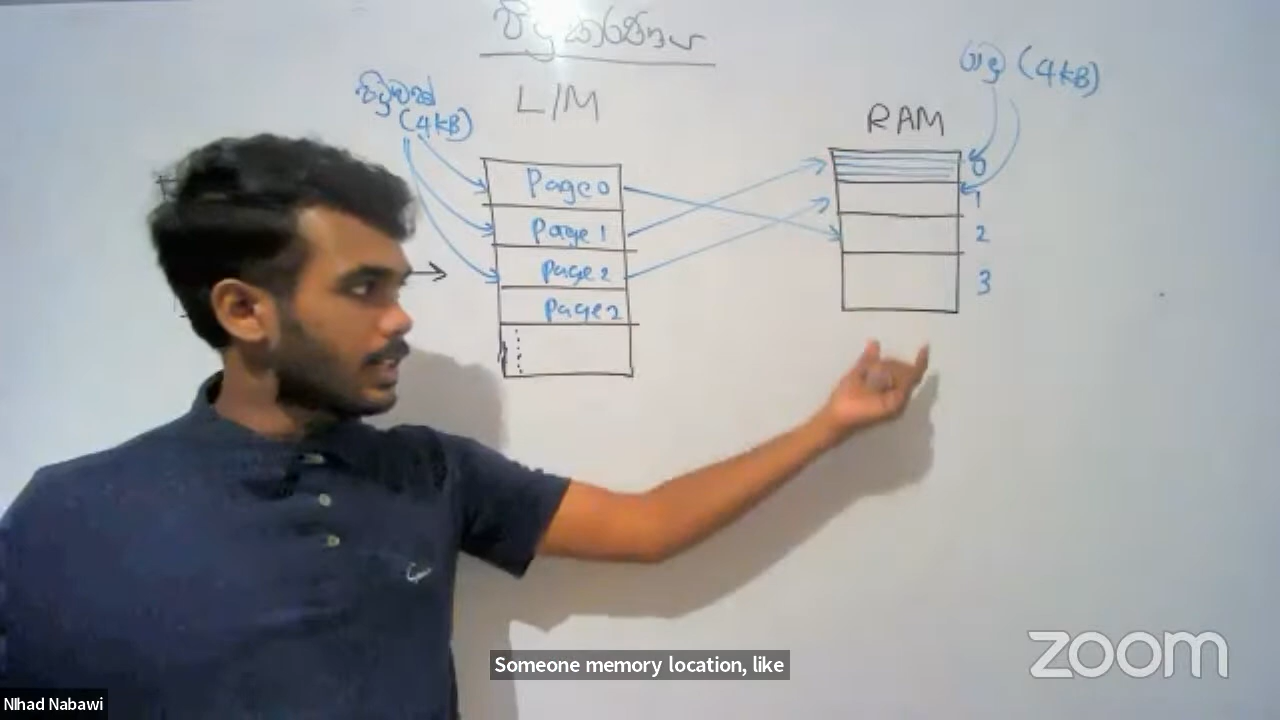 පිටුකරණය
L/M
පිටුවක්
(4KB)
Page 0
Page 1
Page 2
Page 2
RAM
රාමු (4KB)
0
1
2
3
Someone memory location, like
zoom
NIhad Nabawi